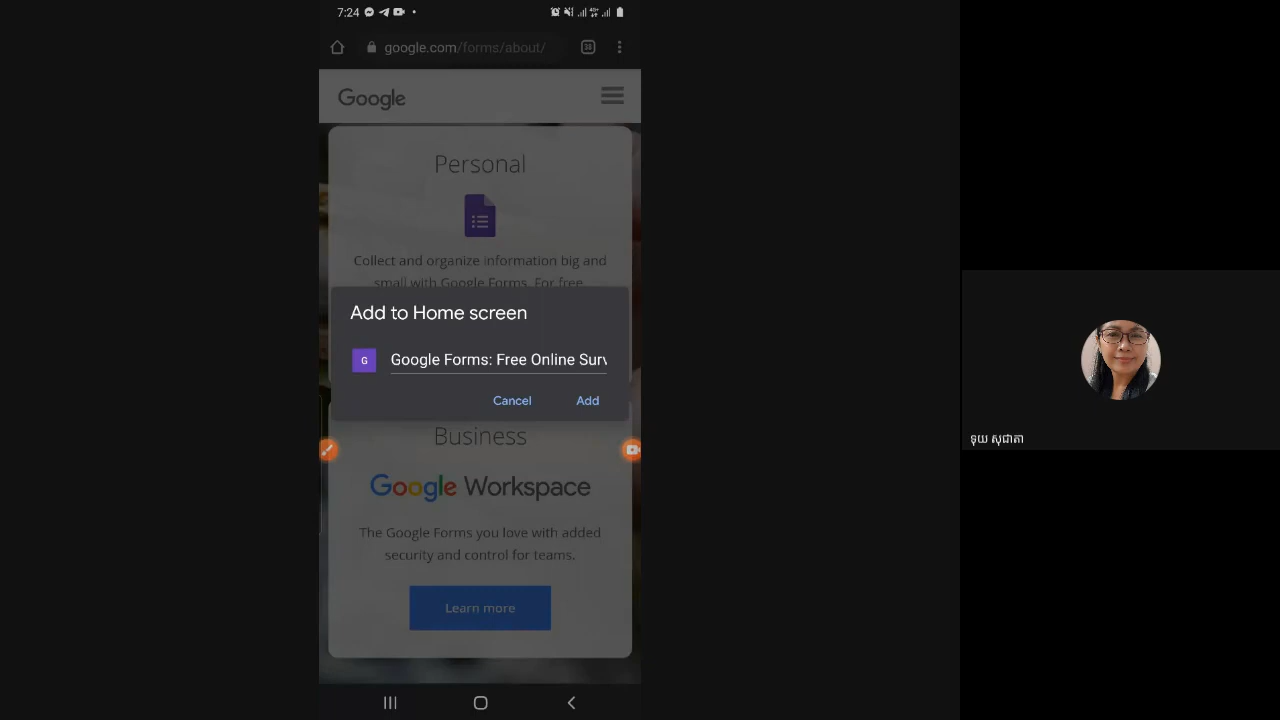 7:24
google.com/forms/about/
38
Google
Personal
Collect and organize information big and
small with Google Forms. For free.
Add to Home screen
G
Google Forms: Free Online Surv
Cancel
Add
Business
Google Workspace
The Google Forms you love with added
security and control for teams.
Learn more
ទុយ សុជាតា